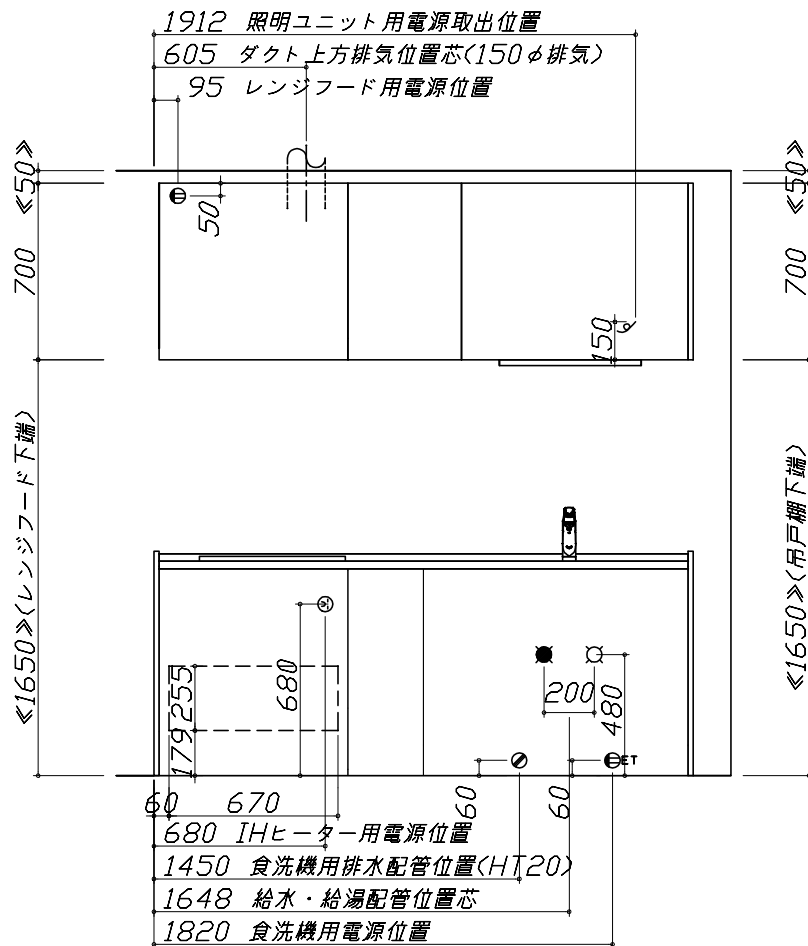 1912 照明ユニット用電源取出位置
605 ダクト上方排気位置芯(150φ排気)
95 レンジフード用電源位置
≪50≫
≪50≫
50
700
700
150
≪1650≫(レンジフード下端)
≪1650≫(吊戸棚下端)
680
255
179
200
480
ET
60
60
60
670
680 IHヒーター用電源位置
1450 食洗機用排水配管位置(HT20)
1648 給水・給湯配管位置芯
1820 食洗機用電源位置